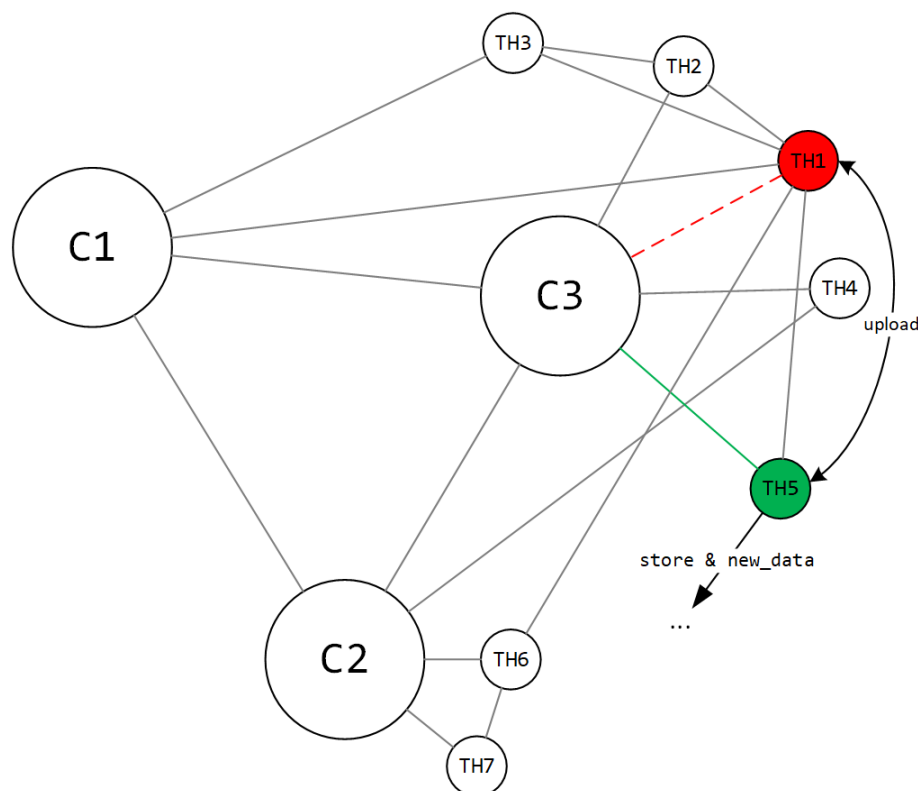 TH3
TH2
TH1
C1
C3
TH4
upload
TH5
store & new_data
...
C2
TH6
TH7